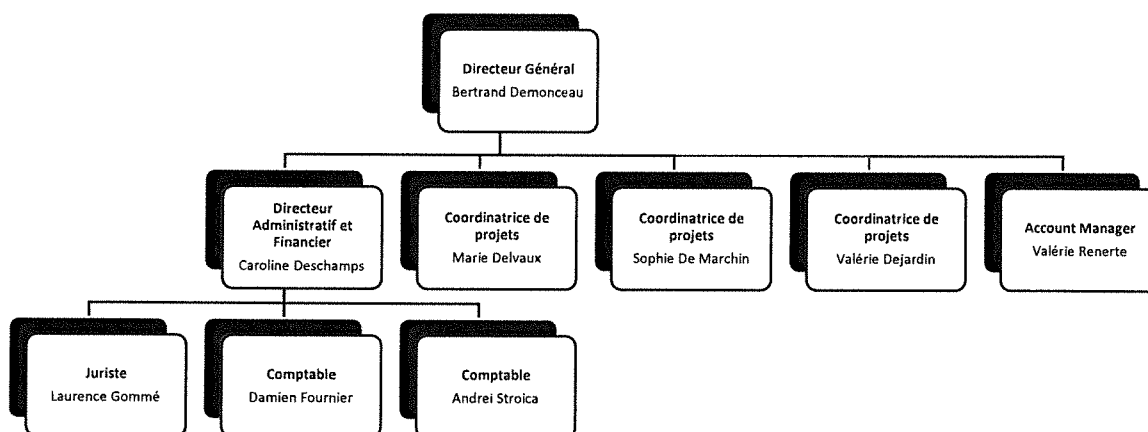 Directeur Général
Bertrand Demonceau
Directeur
Administratif et
Financier
Caroline Deschamps
Coordinatrice de
projets
Marie Delvaux
Coordinatrice de
projets
Sophie De Marchin
Coordinatrice de
projets
Valérie Dejardin
Account Manager
Valérie Renerte
Juriste
Laurence Gommé
Comptable
Damien Fournier
Comptable
Andrei Stroica